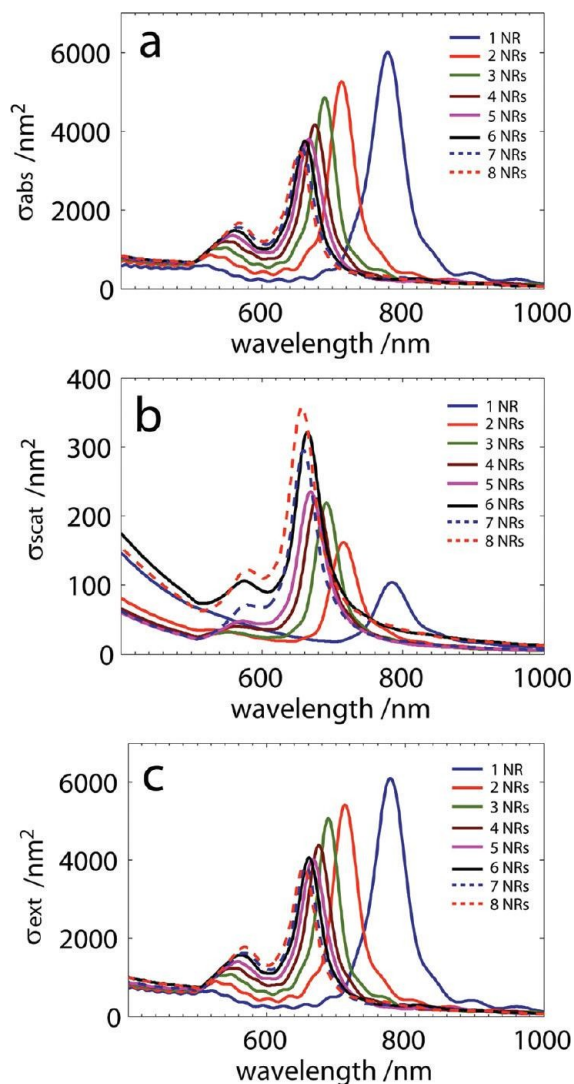 a
6000
4000
2000
0
σabs /nm²
600
800
1000
wavelength /nm
1 NR
2 NRs
3 NRs
4 NRs
5 NRs
6 NRs
7 NRs
8 NRs
b
400
300
200
100
0
σscat /nm²
600
800
1000
wavelength /nm
1 NR
2 NRs
3 NRs
4 NRs
5 NRs
6 NRs
7 NRs
8 NRs
c
6000
4000
2000
0
σext /nm²
600
800
1000
wavelength /nm
1 NR
2 NRs
3 NRs
4 NRs
5 NRs
6 NRs
7 NRs
8 NRs